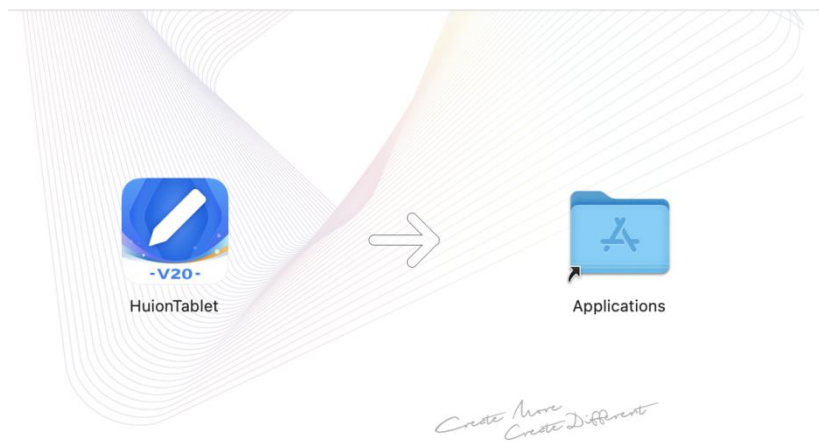 -V20-
HuionTablet
Applications
Create More
Create Different